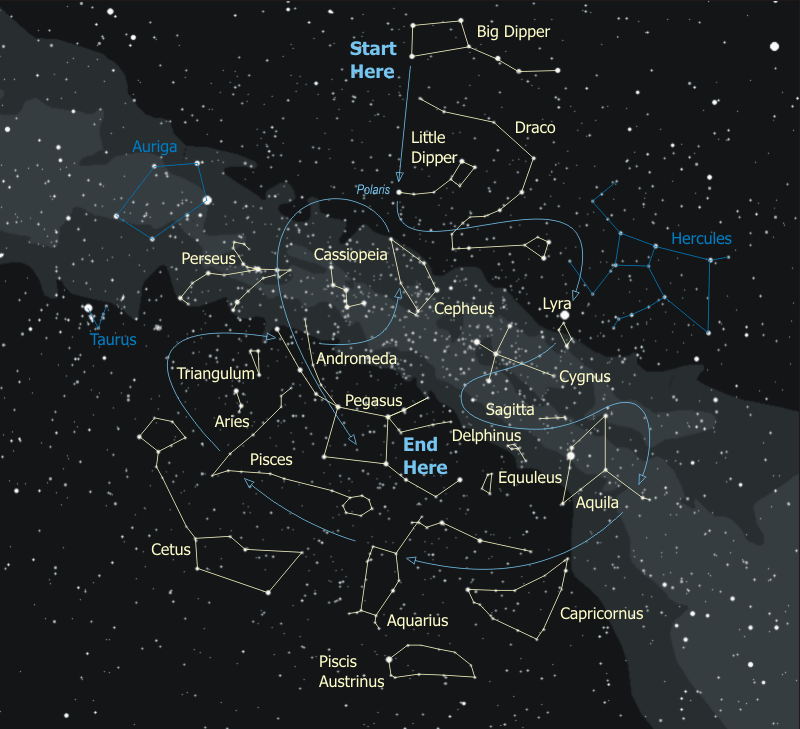 Big Dipper
Start
Here
Draco
Little
Dipper
Auriga
Polaris
Hercules
Perseus
Cassiopeia
Cepheus
Lyra
Taurus
Andromeda
Triangulum
Cygnus
Pegasus
Sagitta
Aries
Delphinus
End
Here
Pisces
Equuleus
Aquila
Cetus
Capricornus
Aquarius
Piscis
Austrinus